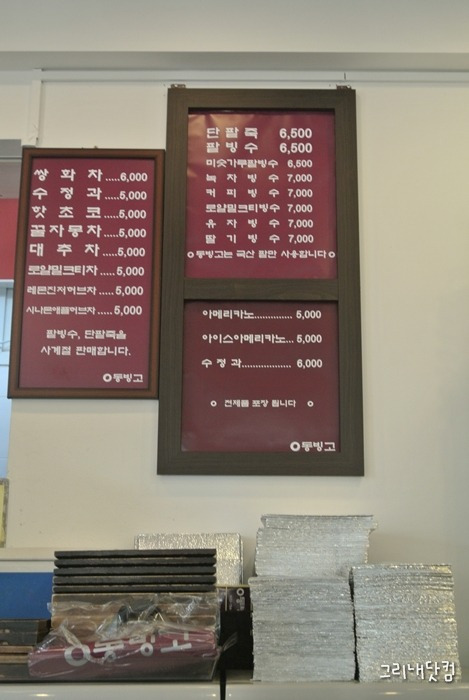 쌍 화 차.....6,000
수 정 과.....5,000
핫 초 코.....5,000
꿀자몽차.....5,000
대 추 차.....5,000
로얄밀크티차.....5,000
레몬진저허브차.....5,000
시나몬애플허브차.....5,000
팥빙수, 단팥죽을
사계절 판매합니다.
동빙고
단 팥 죽 6,500
팥 빙 수 6,500
미숫가루팥빙수 6,500
녹 차 빙 수 7,000
커 피 빙 수 7,000
로얄밀크티빙수 7,000
유 자 빙 수 7,000
딸 기 빙 수 7,000
동빙고는 국산 팥만 사용합니다
아메리카노............... 5,000
아이스아메리카노... 5,000
수 정 과.................. 6,000
전제품 포장 됩니다
동빙고
동빙고
그리내닷컴